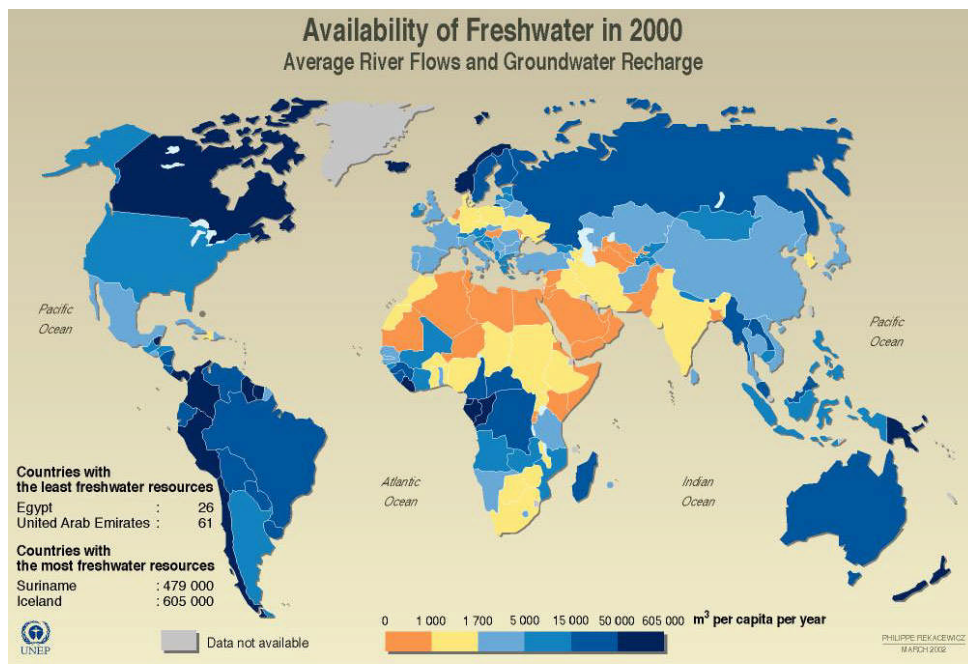 Availability of Freshwater in 2000
Average River Flows and Groundwater Recharge
Pacific
Ocean
Pacific
Ocean
Atlantic
Ocean
Indian
Ocean
Countries with
the least freshwater resources
Egypt : 26
United Arab Emirates : 61
Countries with
the most freshwater resources
Suriname : 479 000
Iceland : 605 000
0 1 000 1 700 5 000 15 000 50 000 605 000 m³ per capita per year
Data not available
UNEP
PHILIPPE REKACEWICZ
MARCH 2002